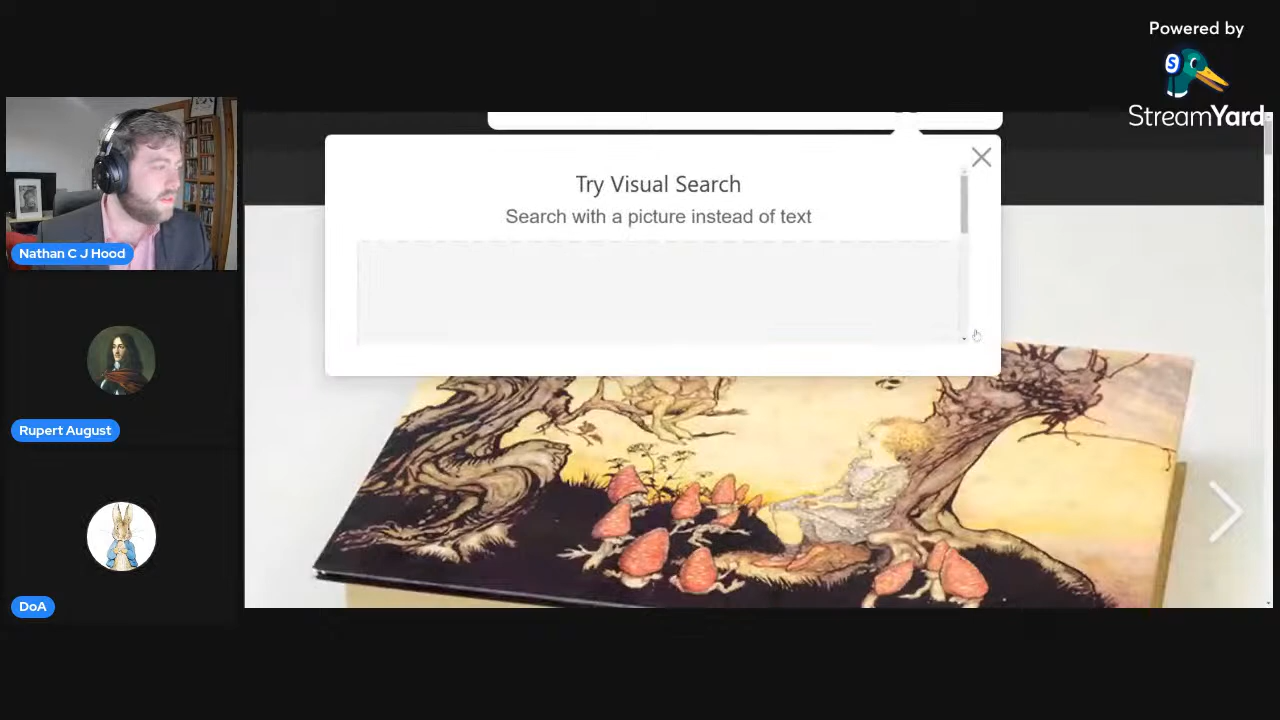 Powered by
S
StreamYard
Try Visual Search
Search with a picture instead of text
Nathan C J Hood
Rupert August
DoA